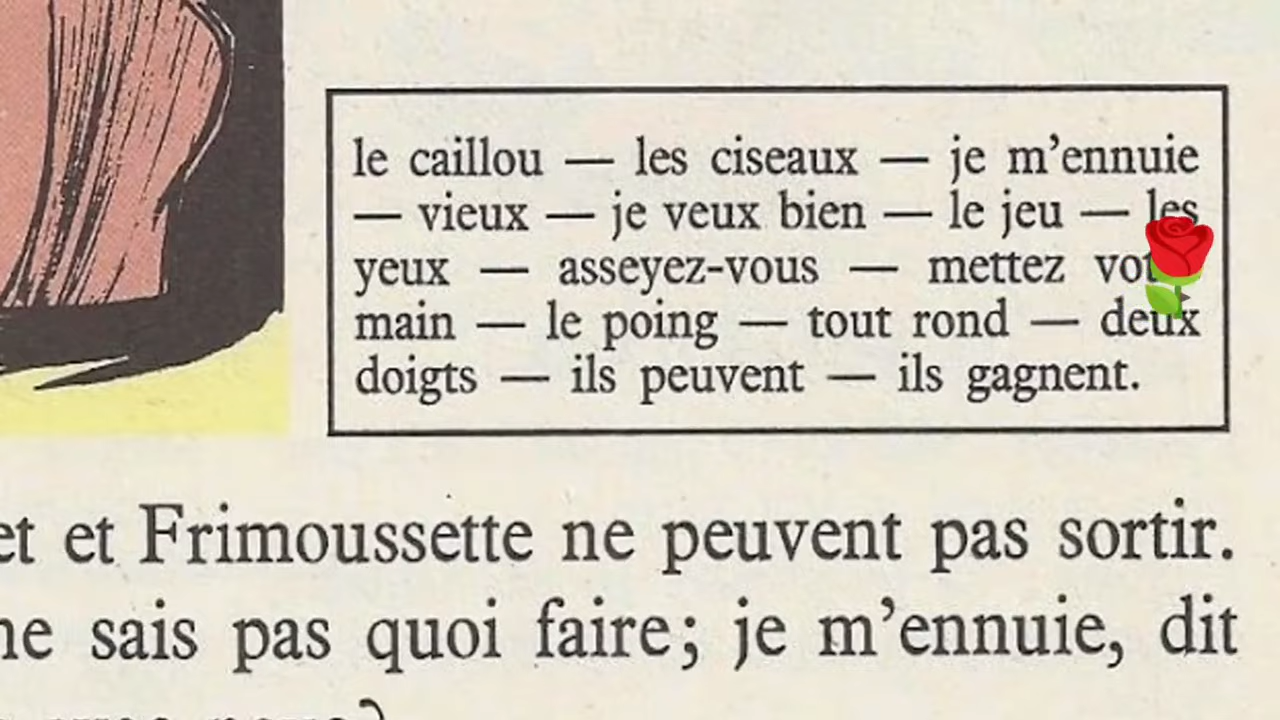 le caillou — les ciseaux — je m'ennuie
— vieux — je veux bien — le jeu — les
yeux — asseyez-vous — mettez
main — le poing — tout rond — deux
doigts — ils peuvent — ils gagnent.
et Frimoussette ne peuvent pas sortir.
sais pas quoi faire; je m'ennuie, dit